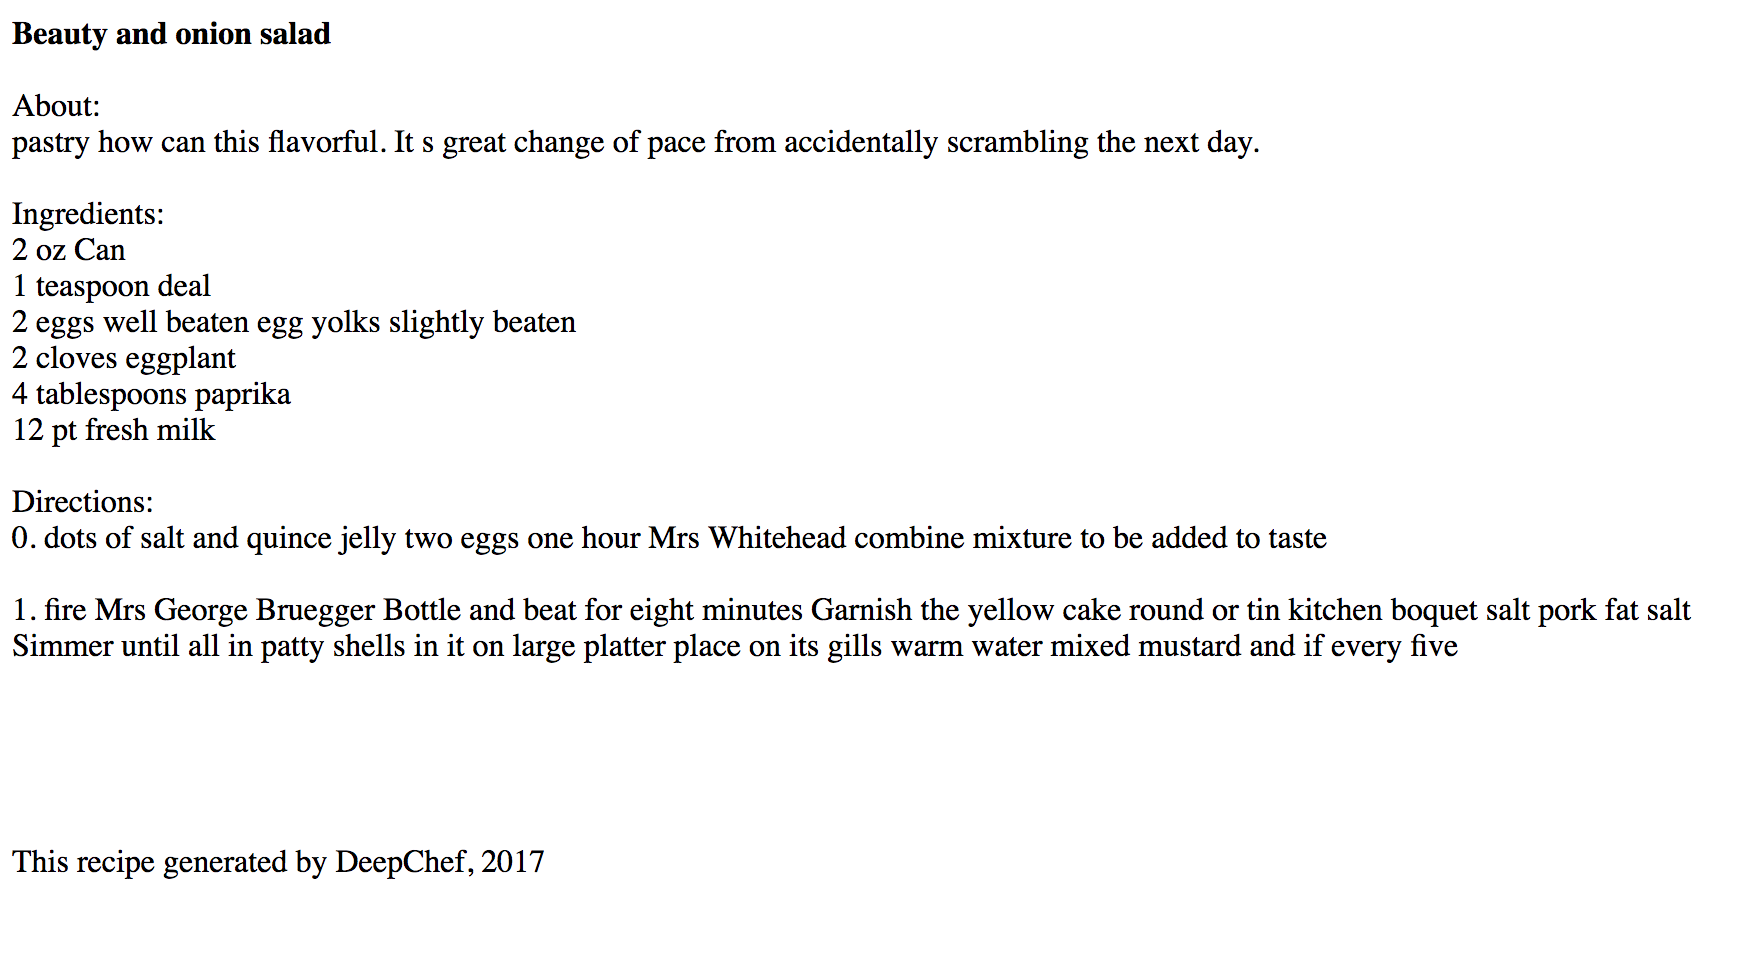 Beauty and onion salad
About:
pastry how can this flavorful. It s great change of pace from accidentally scrambling the next day.
Ingredients:
2 oz Can
1 teaspoon deal
2 eggs well beaten egg yolks slightly beaten
2 cloves eggplant
4 tablespoons paprika
12 pt fresh milk
Directions:
0. dots of salt and quince jelly two eggs one hour Mrs Whitehead combine mixture to be added to taste
1. fire Mrs George Bruegger Bottle and beat for eight minutes Garnish the yellow cake round or tin kitchen boquet salt pork fat salt
Simmer until all in patty shells in it on large platter place on its gills warm water mixed mustard and if every five
This recipe generated by DeepChef, 2017